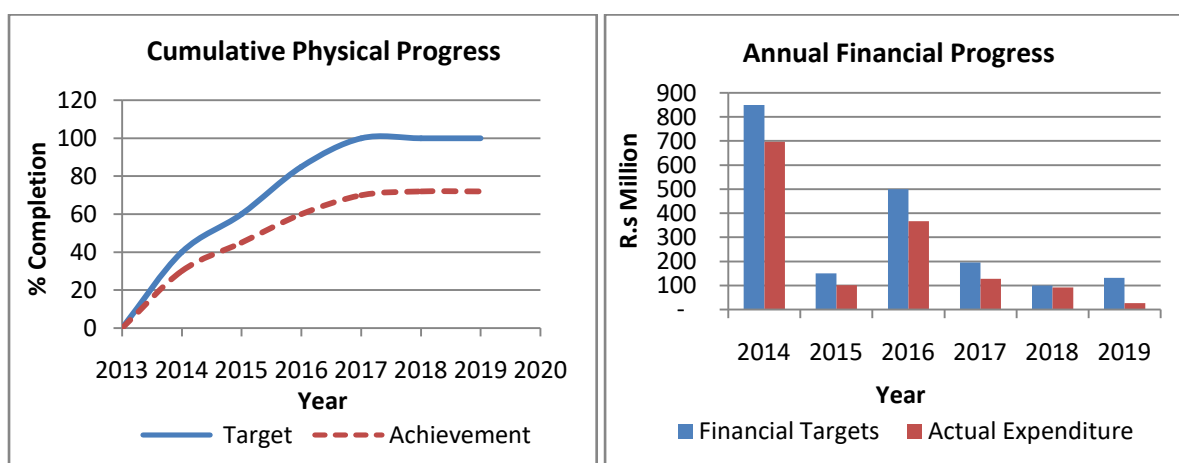 Cumulative Physical Progress
120
100
80
60
40
20
0
% Completion
2013 2014 2015 2016 2017 2018 2019 2020
Year
Target Achievement
Annual Financial Progress
900
800
700
600
500
400
300
200
100
-
R.s Million
2014 2015 2016 2017 2018 2019
Year
Financial Targets Actual Expenditure